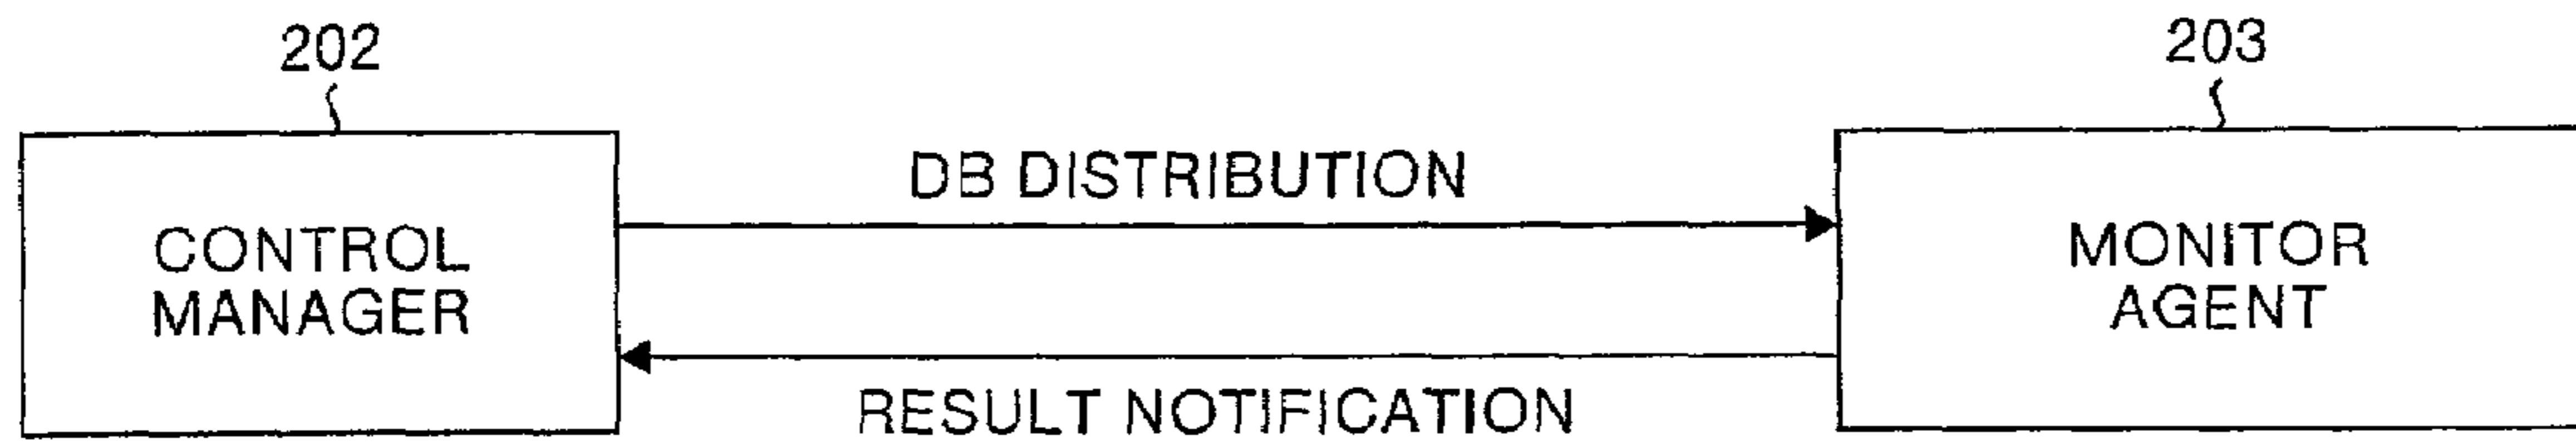 202
203
DB DISTRIBUTION
CONTROL
MANAGER
MONITOR
AGENT
RESULT NOTIFICATION